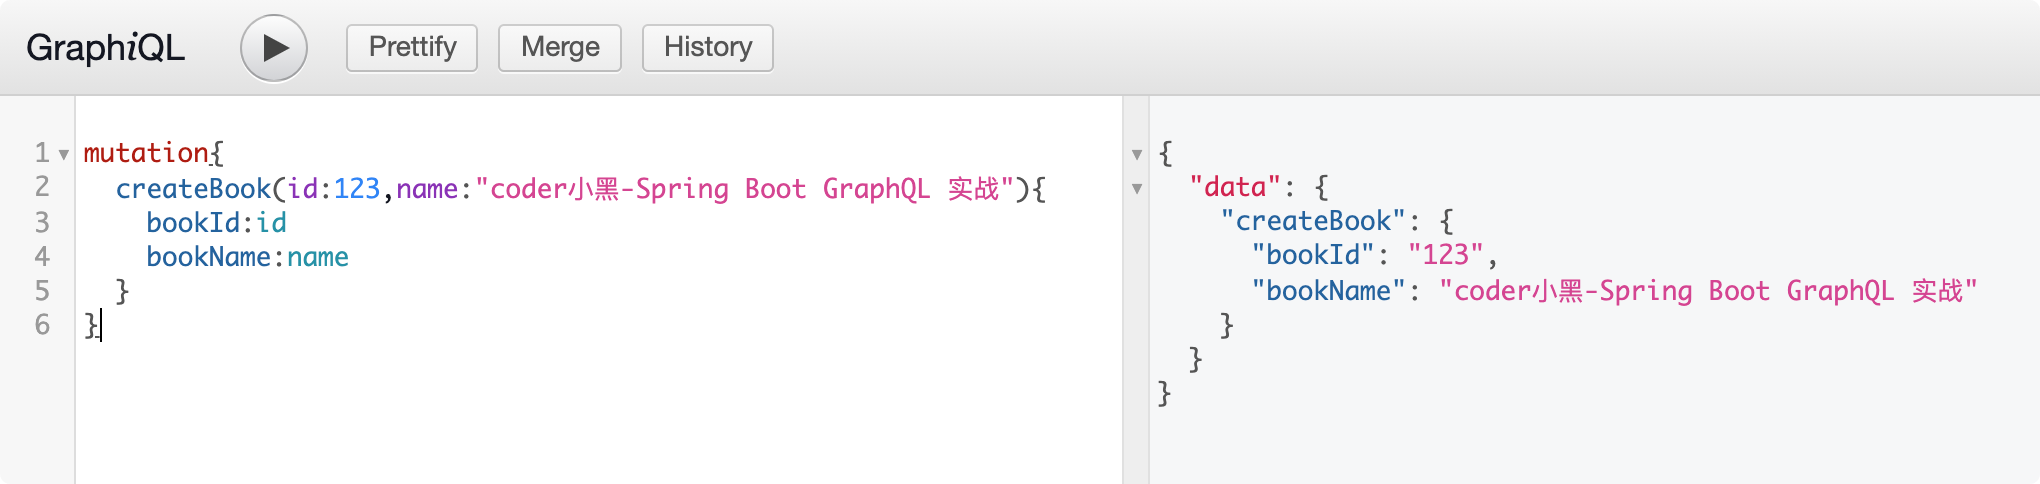 GraphiQL Prettify Merge History
1 mutation{
2 createBook(id:123,name:"coder小黑-Spring Boot GraphQL 实战"){
3 bookId:id
4 bookName:name
5 }
6 }
{
"data": {
"createBook": {
"bookId": "123",
"bookName": "coder小黑-Spring Boot GraphQL 实战"
}
}
}